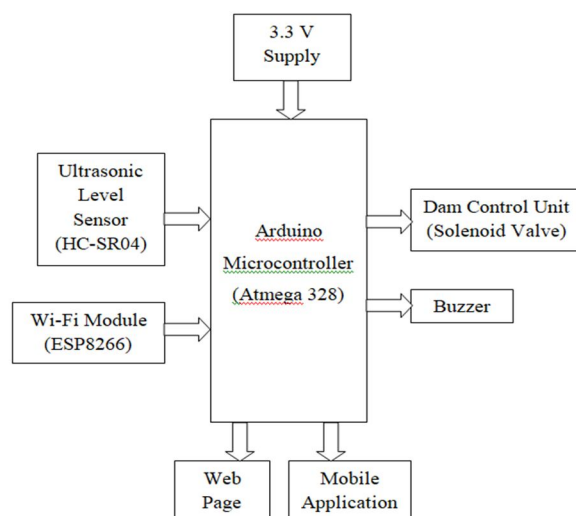 3.3 V
Supply
Ultrasonic
Level
Sensor
(HC-SR04)
Wi-Fi Module
(ESP8266)
Arduino
Microcontroller
(Atmega 328)
Dam Control Unit
(Solenoid Valve)
Buzzer
Web
Page
Mobile
Application